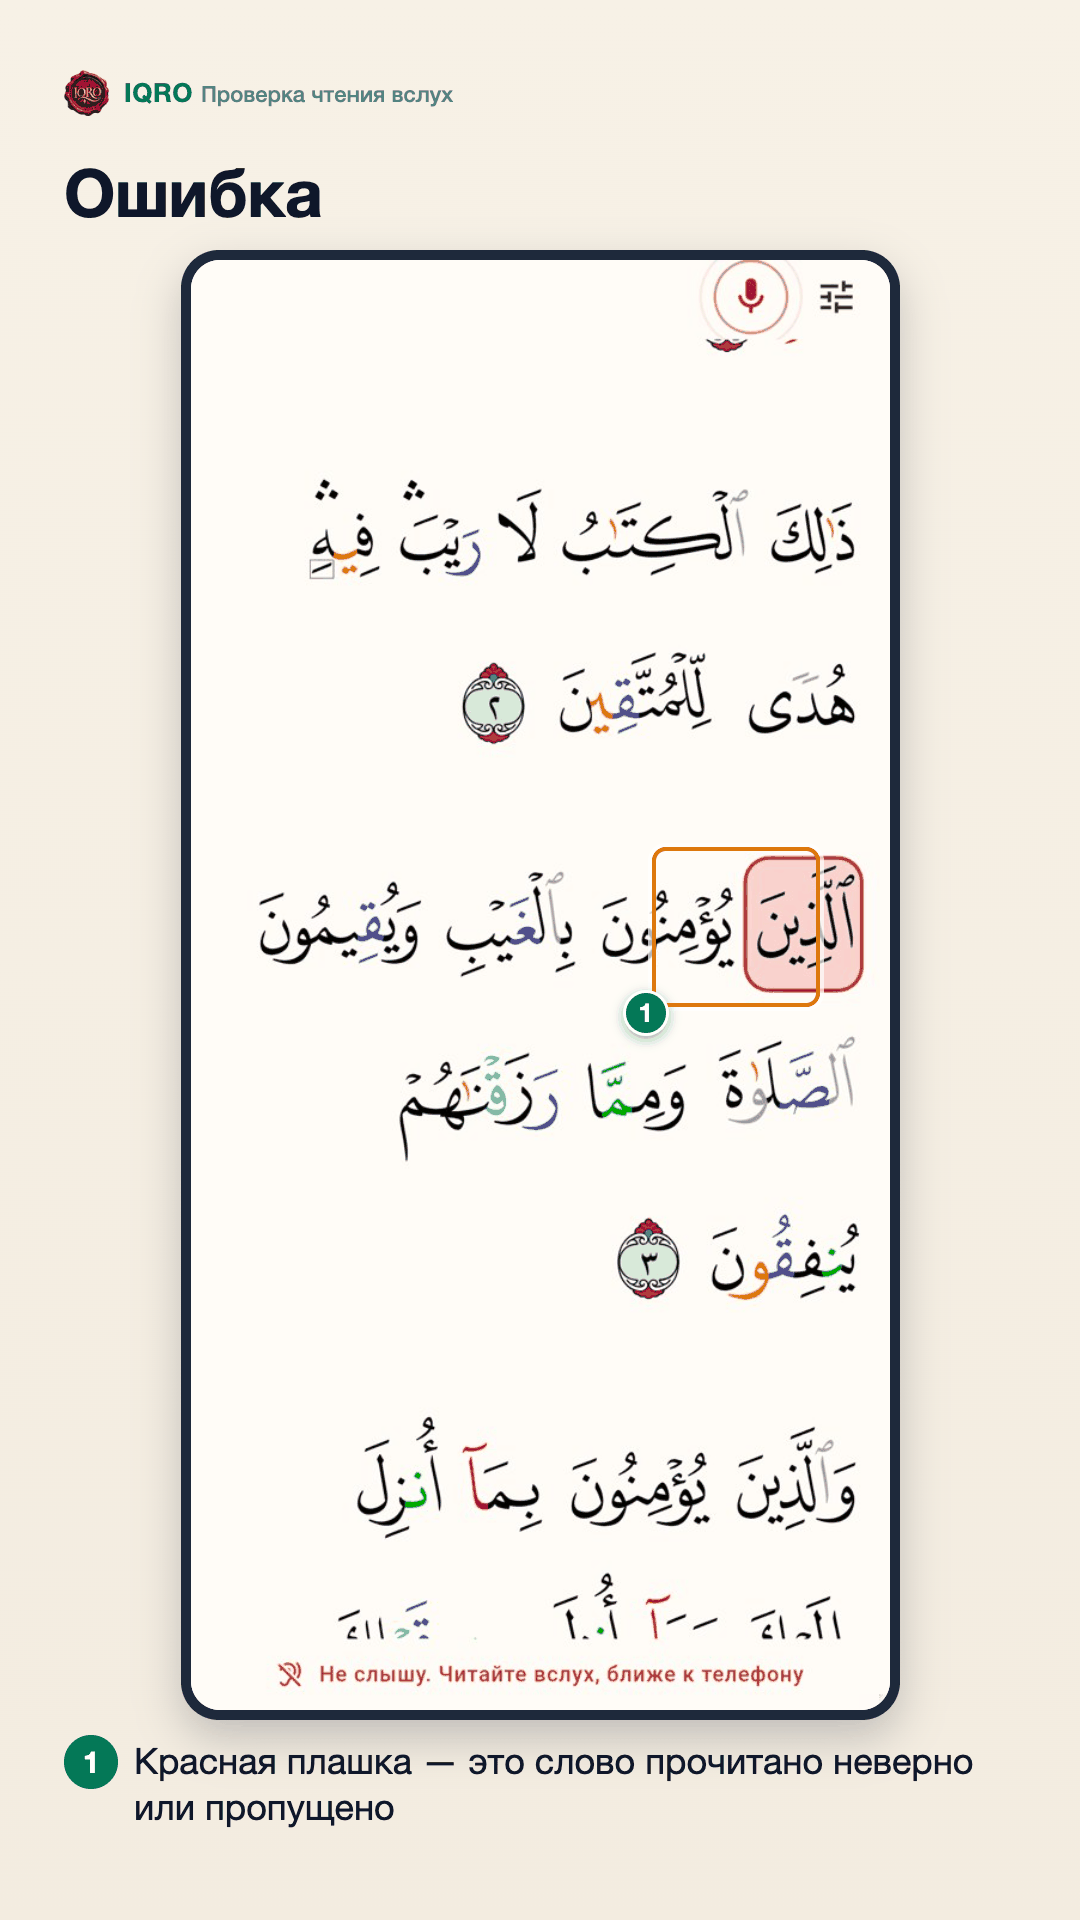 IQRO Проверка чтения вслух
Ошибка
ذَٰلِكَ ٱلْكِتَٰبُ لَا رَيْبَ ۛ فِيهِ ۛ
هُدًى لِّلْمُتَّقِينَ ٢
ٱلَّذِينَ يُؤْمِنُونَ بِٱلْغَيْبِ وَيُقِيمُونَ
1
ٱلصَّلَوٰةَ وَمِمَّا رَزَقْنَٰهُمْ
يُنفِقُونَ ٣
وَٱلَّذِينَ يُؤْمِنُونَ بِمَآ أُنزِلَ
Не слышу. Читайте вслух, ближе к телефону
1 Красная плашка — это слово прочитано неверно
или пропущено